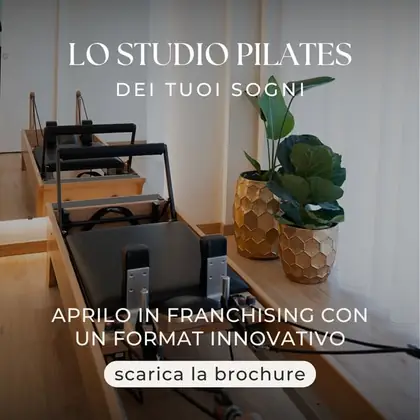 LO STUDIO PILATES
DEI TUOI SOGNI
APRILO IN FRANCHISING CON
UN FORMAT INNOVATIVO
scarica la brochure